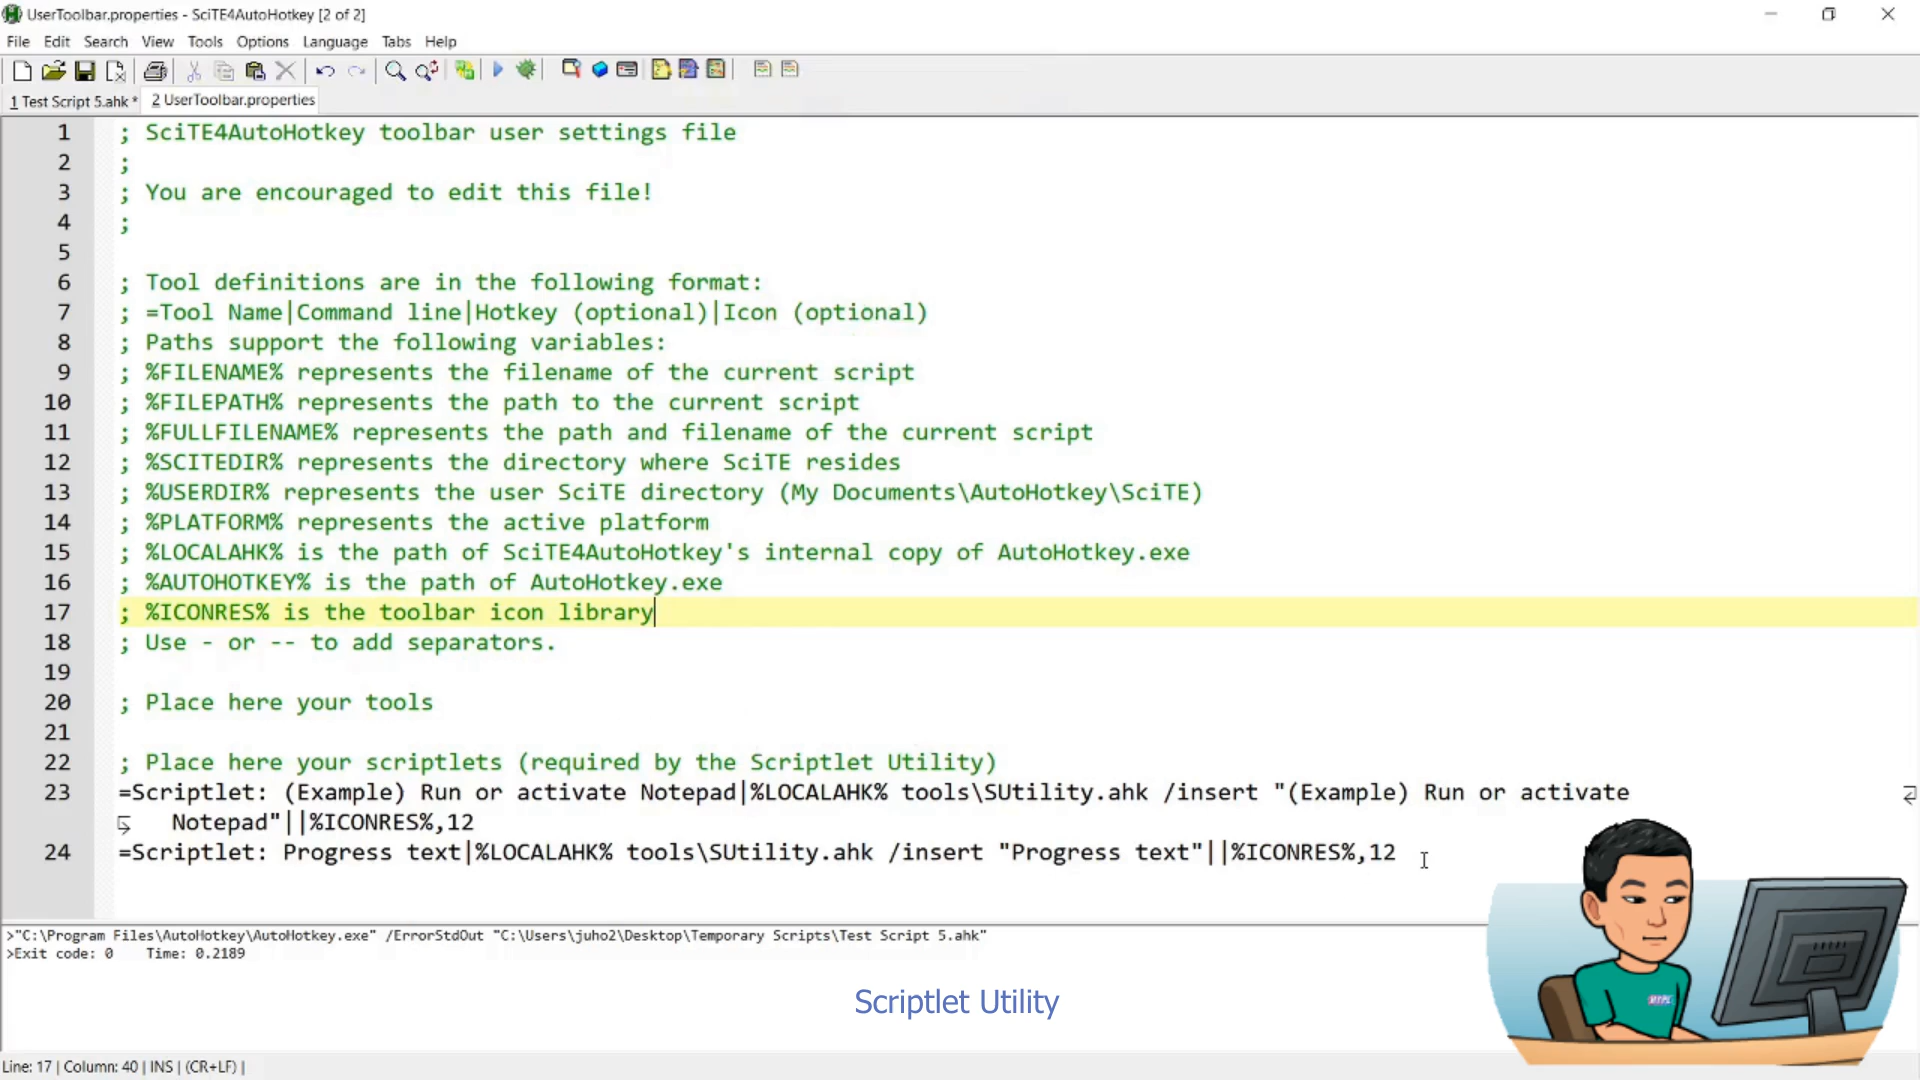 UserToolbar.properties - SciTE4AutoHotkey [2 of 2]
File Edit Search View Tools Options Language Tabs Help
1 Test Script 5.ahk * 2 UserToolbar.properties
1 ; SciTE4AutoHotkey toolbar user settings file
2 ;
3 ; You are encouraged to edit this file!
4 ;
5
6 ; Tool definitions are in the following format:
7 ; =Tool Name|Command line|Hotkey (optional)|Icon (optional)
8 ; Paths support the following variables:
9 ; %FILENAME% represents the filename of the current script
10 ; %FILEPATH% represents the path to the current script
11 ; %FULLFILENAME% represents the path and filename of the current script
12 ; %SCITEDIR% represents the directory where SciTE resides
13 ; %USERDIR% represents the user SciTE directory (My Documents\AutoHotkey\SciTE)
14 ; %PLATFORM% represents the active platform
15 ; %LOCALAHK% is the path of SciTE4AutoHotkey's internal copy of AutoHotkey.exe
16 ; %AUTOHOTKEY% is the path of AutoHotkey.exe
17 ; %ICONRES% is the toolbar icon library
18 ; Use - or -- to add separators.
19
20 ; Place here your tools
21
22 ; Place here your scriptlets (required by the Scriptlet Utility)
23 =Scriptlet: (Example) Run or activate Notepad|%LOCALAHK% tools\SUtility.ahk /insert "(Example) Run or activate
Notepad"||%ICONRES%,12
24 =Scriptlet: Progress text|%LOCALAHK% tools\SUtility.ahk /insert "Progress text"||%ICONRES%,12
>"C:\Program Files\AutoHotkey\AutoHotkey.exe" /ErrorStdOut "C:\Users\juho2\Desktop\Temporary Scripts\Test Script 5.ahk"
>Exit code: 0 Time: 0.2189
Scriptlet Utility
Line: 17 | Column: 40 | INS | (CR+LF) |